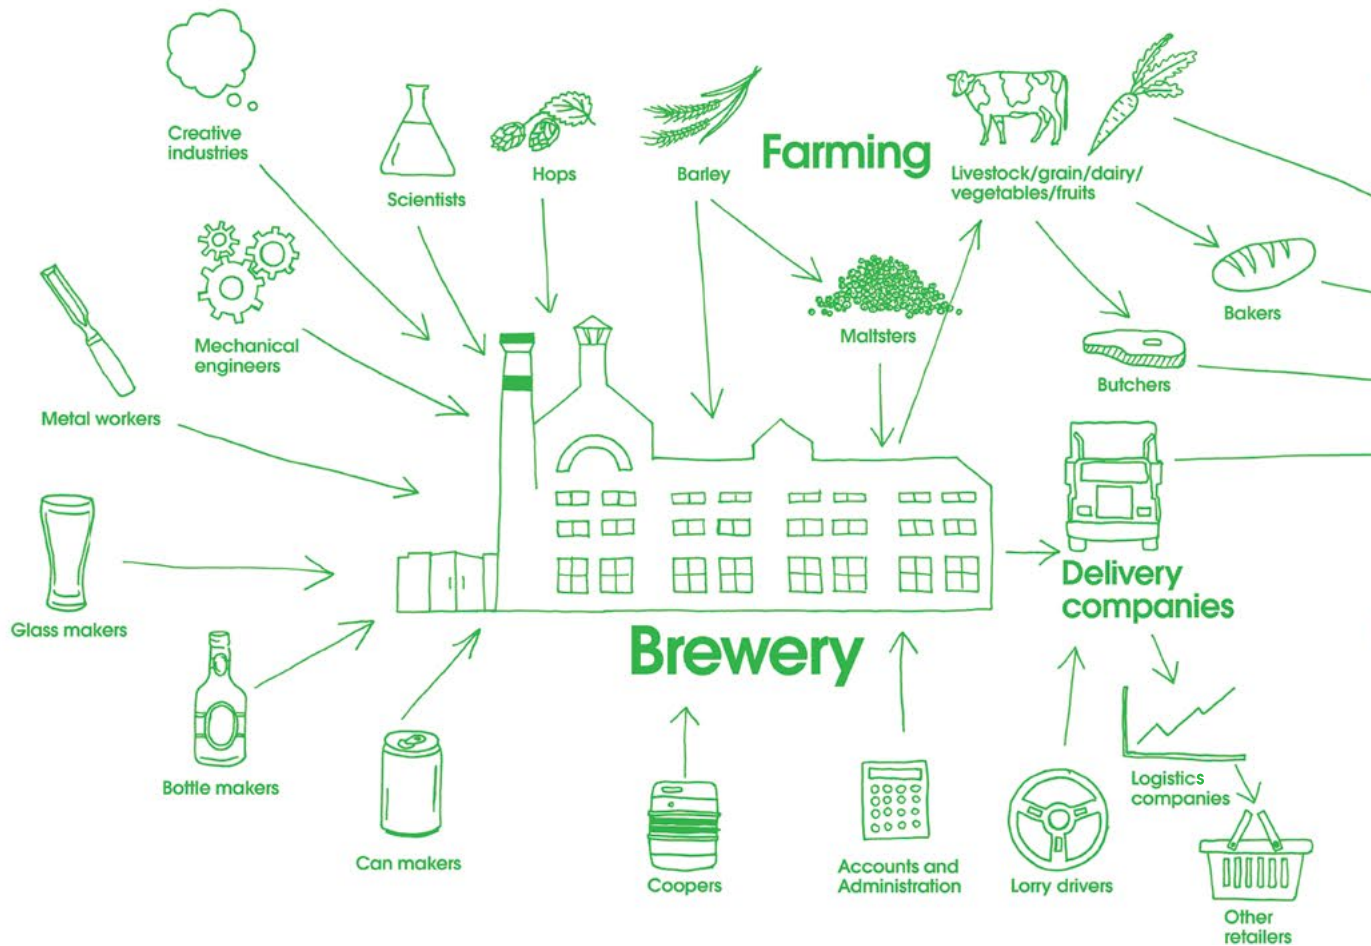 Creative
industries
Scientists
Hops
Barley
Farming
Livestock/grain/dairy/
vegetables/fruits
Mechanical
engineers
Maltsters
Bakers
Butchers
Metal workers
Glass makers
Delivery
companies
Brewery
Bottle makers
Can makers
Coopers
Accounts and
Administration
Lorry drivers
Logistics
companies
Other
retailers